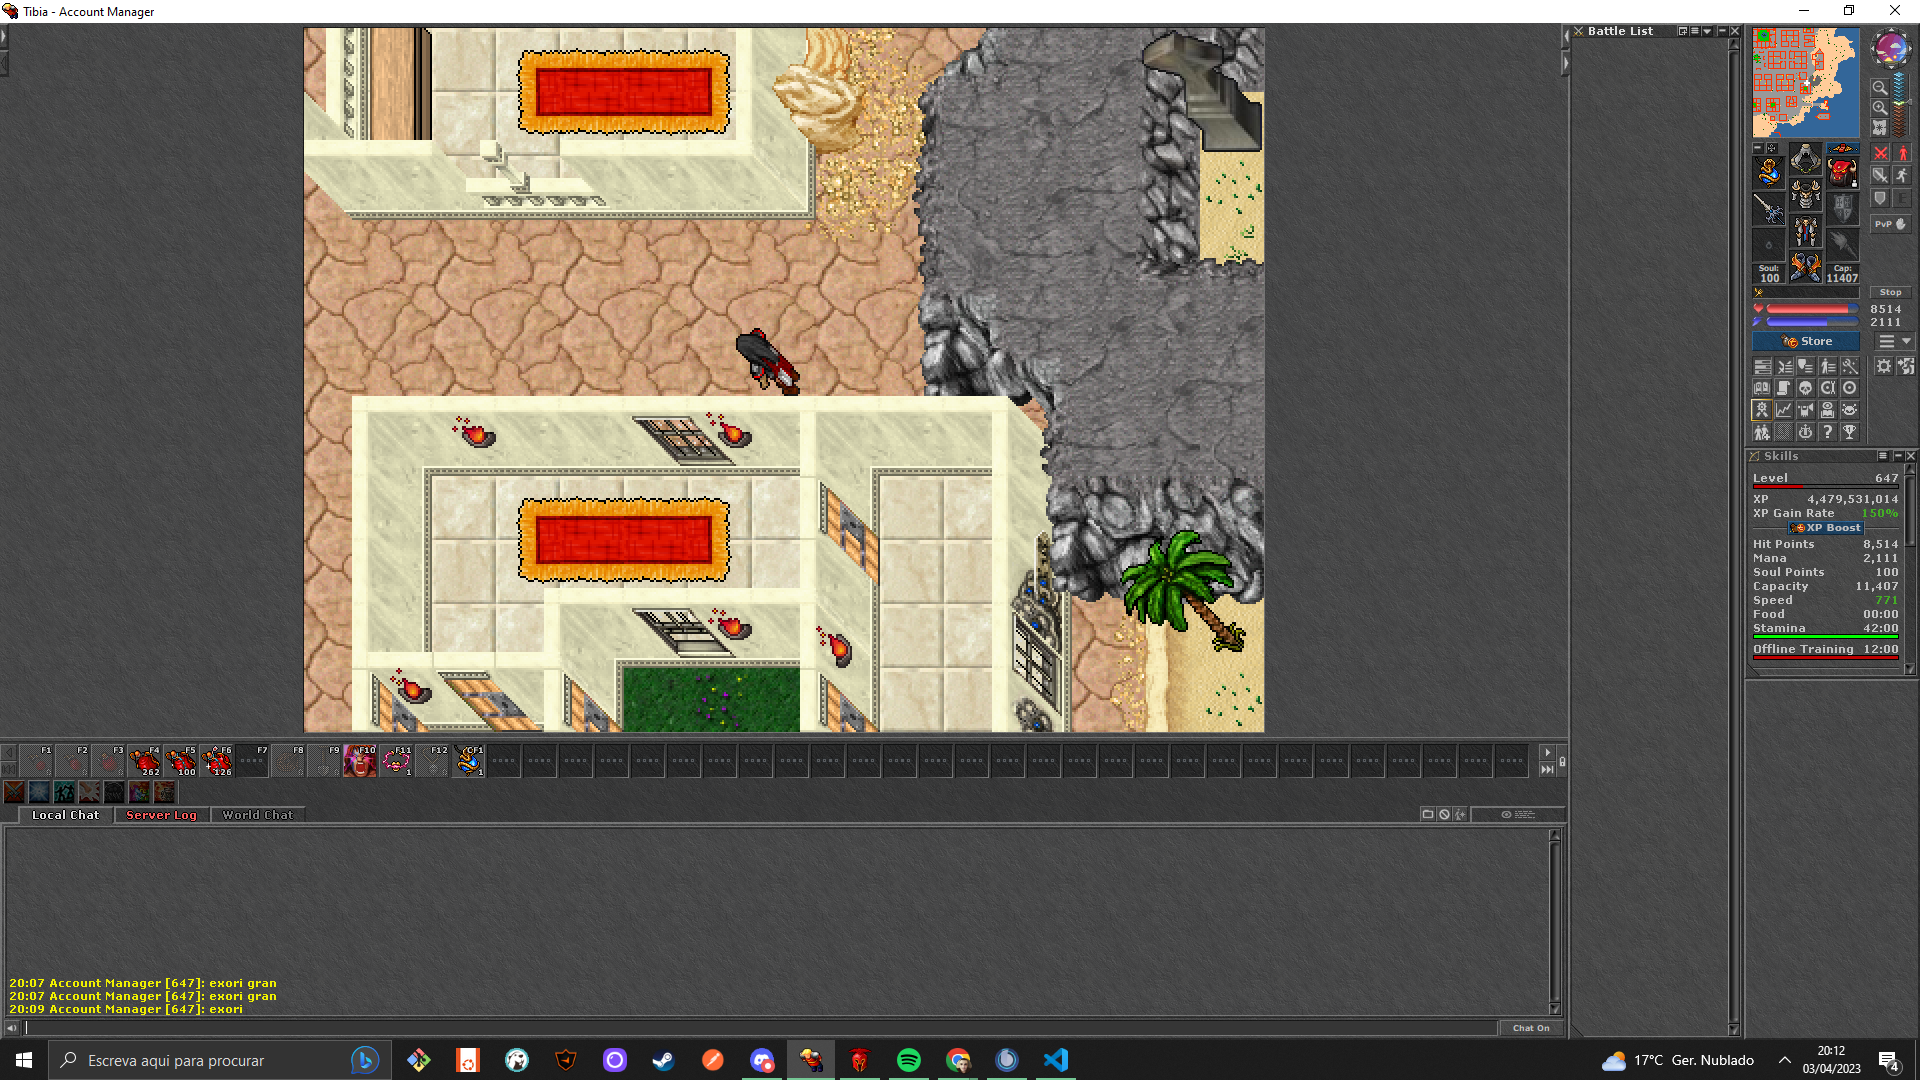 Tibia - Account Manager
Battle List
Soul:
100
Cap:
11407
PvP
Stop
8514
2111
Store
Skills
Level 647
XP 4,479,531,014
XP Gain Rate 150%
XP Boost
Hit Points 8,514
Mana 2,111
Soul Points 100
Capacity 11,407
Speed 771
Food 00:00
Stamina 42:00
Offline Training 12:00
F1 F2 F3 F4 F5 F6 F7 F8 F9 F10 F11 F12 CF1
262 100 126 1 1
Local Chat Server Log World Chat
20:07 Account Manager [647]: exori gran
20:07 Account Manager [647]: exori gran
20:09 Account Manager [647]: exori
Chat On
Escreva aqui para procurar
17°C Ger. Nublado
20:12
03/04/2023
4